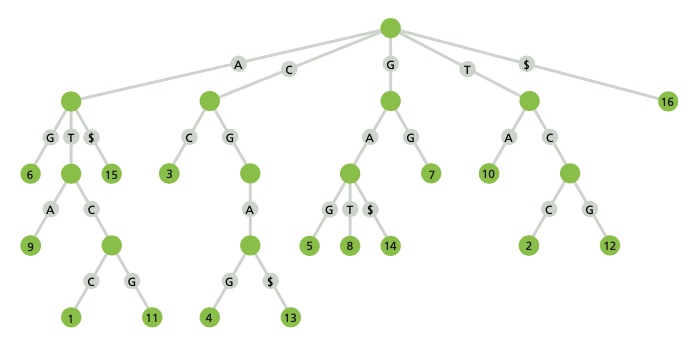 A C G T $
G T $ C G A G A C
6 15 3 7 10
16
A C A G T $ C G
9 5 8 14 2 12
C G G $
1 11 4 13